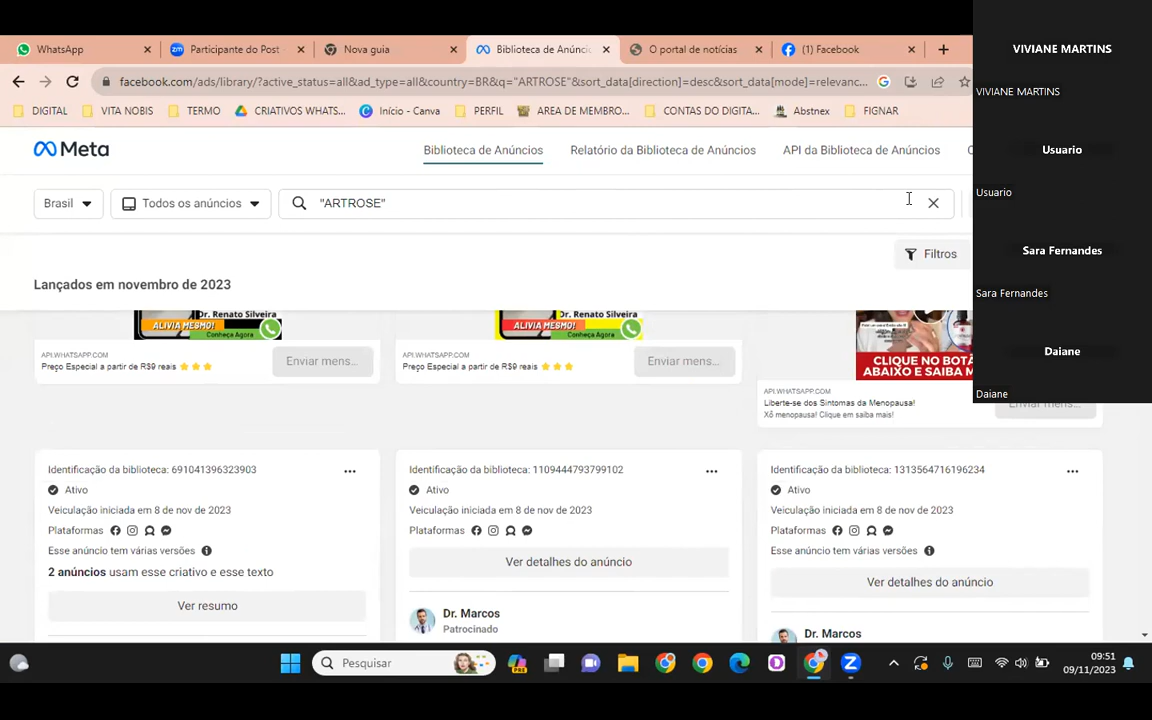 WhatsApp
Participante do Post
Nova guia
Biblioteca de Anúncio
O portal de notícias
(1) Facebook
facebook.com/ads/library/?active_status=all&ad_type=all&country=BR&q="ARTROSE"&sort_data[direction]=desc&sort_data[mode]=relevanc...
DIGITAL
VITA NOBIS
TERMO
CRIATIVOS WHATS...
Início - Canva
PERFIL
AREA DE MEMBRO...
CONTAS DO DIGITA...
Abstnex
FIGNAR
Meta
Biblioteca de Anúncios
Relatório da Biblioteca de Anúncios
API da Biblioteca de Anúncios
Brasil
Todos os anúncios
"ARTROSE"
Filtros
Lançados em novembro de 2023
Dr. Renato Silveira
ALIVIA MESMO!
Conheça Agora
Dr. Renato Silveira
ALIVIA MESMO!
Conheça Agora
CLIQUE NO BOTÃ
ABAIXO E SAIBA M
API.WHATSAPP.COM
Preço Especial a partir de R$9 reais
Enviar mens...
API.WHATSAPP.COM
Preço Especial a partir de R$9 reais
Enviar mens...
API.WHATSAPP.COM
Liberte-se dos Sintomas da Menopausa!
Xô menopausa! Clique em saiba mais!
Enviar mens...
Identificação da biblioteca: 691041396323903
Ativo
Veiculação iniciada em 8 de nov de 2023
Plataformas
Esse anúncio tem várias versões
2 anúncios usam esse criativo e esse texto
Ver resumo
Identificação da biblioteca: 1109444793799102
Ativo
Veiculação iniciada em 8 de nov de 2023
Plataformas
Ver detalhes do anúncio
Dr. Marcos
Patrocinado
Identificação da biblioteca: 1313564716196234
Ativo
Veiculação iniciada em 8 de nov de 2023
Plataformas
Esse anúncio tem várias versões
Ver detalhes do anúncio
Dr. Marcos
VIVIANE MARTINS
VIVIANE MARTINS
Usuario
Usuario
Sara Fernandes
Sara Fernandes
Daiane
Daiane
Pesquisar
09:51
09/11/2023